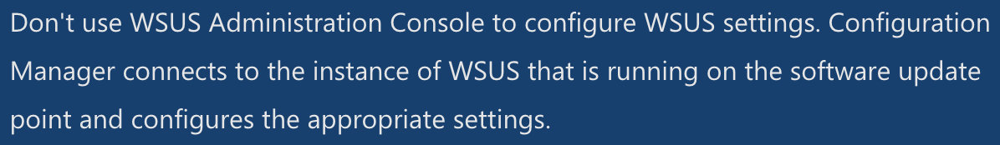 Don't use WSUS Administration Console to configure WSUS settings. Configuration
Manager connects to the instance of WSUS that is running on the software update
point and configures the appropriate settings.